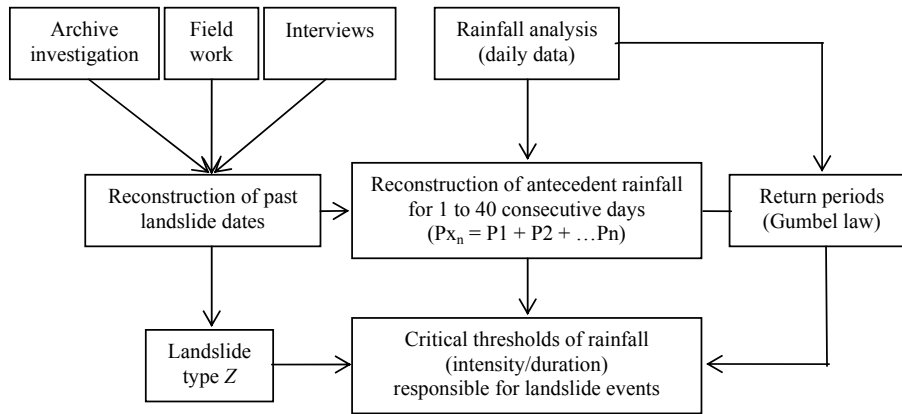 Archive
investigation
Field
work
Interviews
Rainfall analysis
(daily data)
Reconstruction of past
landslide dates
Reconstruction of antecedent rainfall
for 1 to 40 consecutive days
(Pxₙ = P1 + P2 + …Pn)
Return periods
(Gumbel law)
Landslide
type Z
Critical thresholds of rainfall
(intensity/duration)
responsible for landslide events